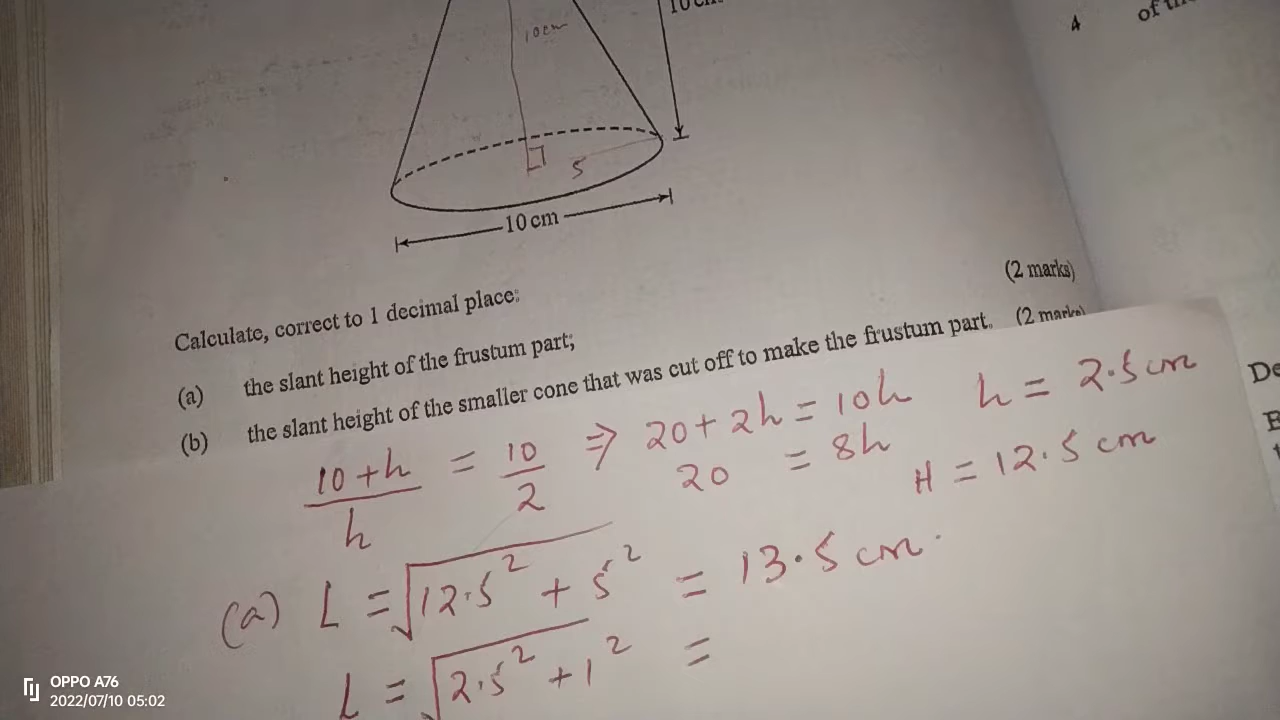 10cm
10cm
A of th
5
10 cm
Calculate, correct to 1 decimal place:
(a) the slant height of the frustum part; (2 marks)
(b) the slant height of the smaller cone that was cut off to make the frustum part. (2 marks)
10+h / h = 10 / 2 ⇒ 20+2h = 10h h = 2.5 cm
20 = 8h H = 12.5 cm
(a) L = √12.5² + 5² = 13.5 cm.
L = √2.5² + 1² =
De
OPPO A76
2022/07/10 05:02